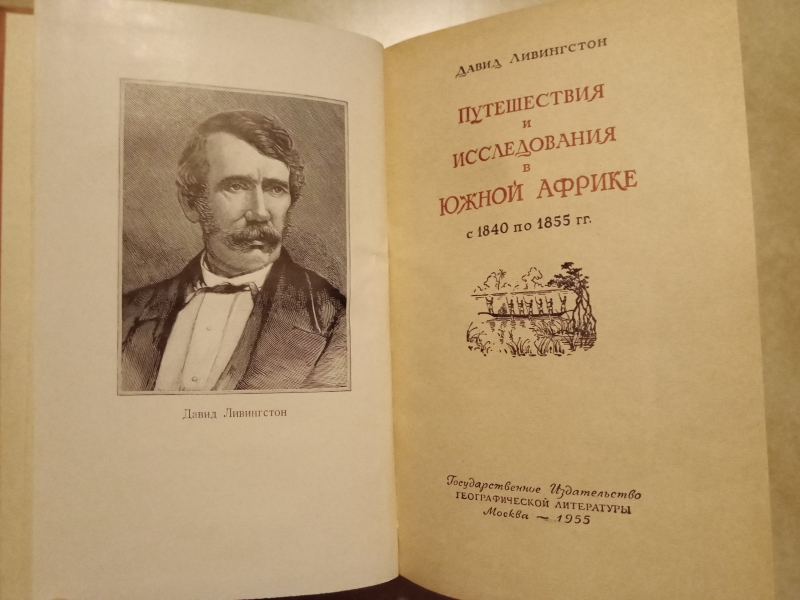 Давид Ливингстон
Давид Ливингстон
Путешествия
и
исследования
в
Южной Африке
с 1840 по 1855 гг.
Государственное Издательство
географической литературы
Москва — 1955